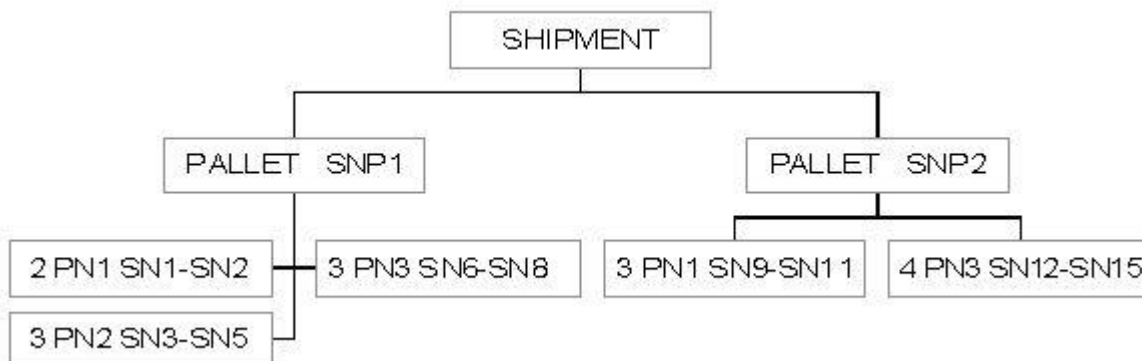 SHIPMENT
PALLET SNP1
PALLET SNP2
2 PN1 SN1-SN2
3 PN3 SN6-SN8
3 PN1 SN9-SN11
4 PN3 SN12-SN15
3 PN2 SN3-SN5